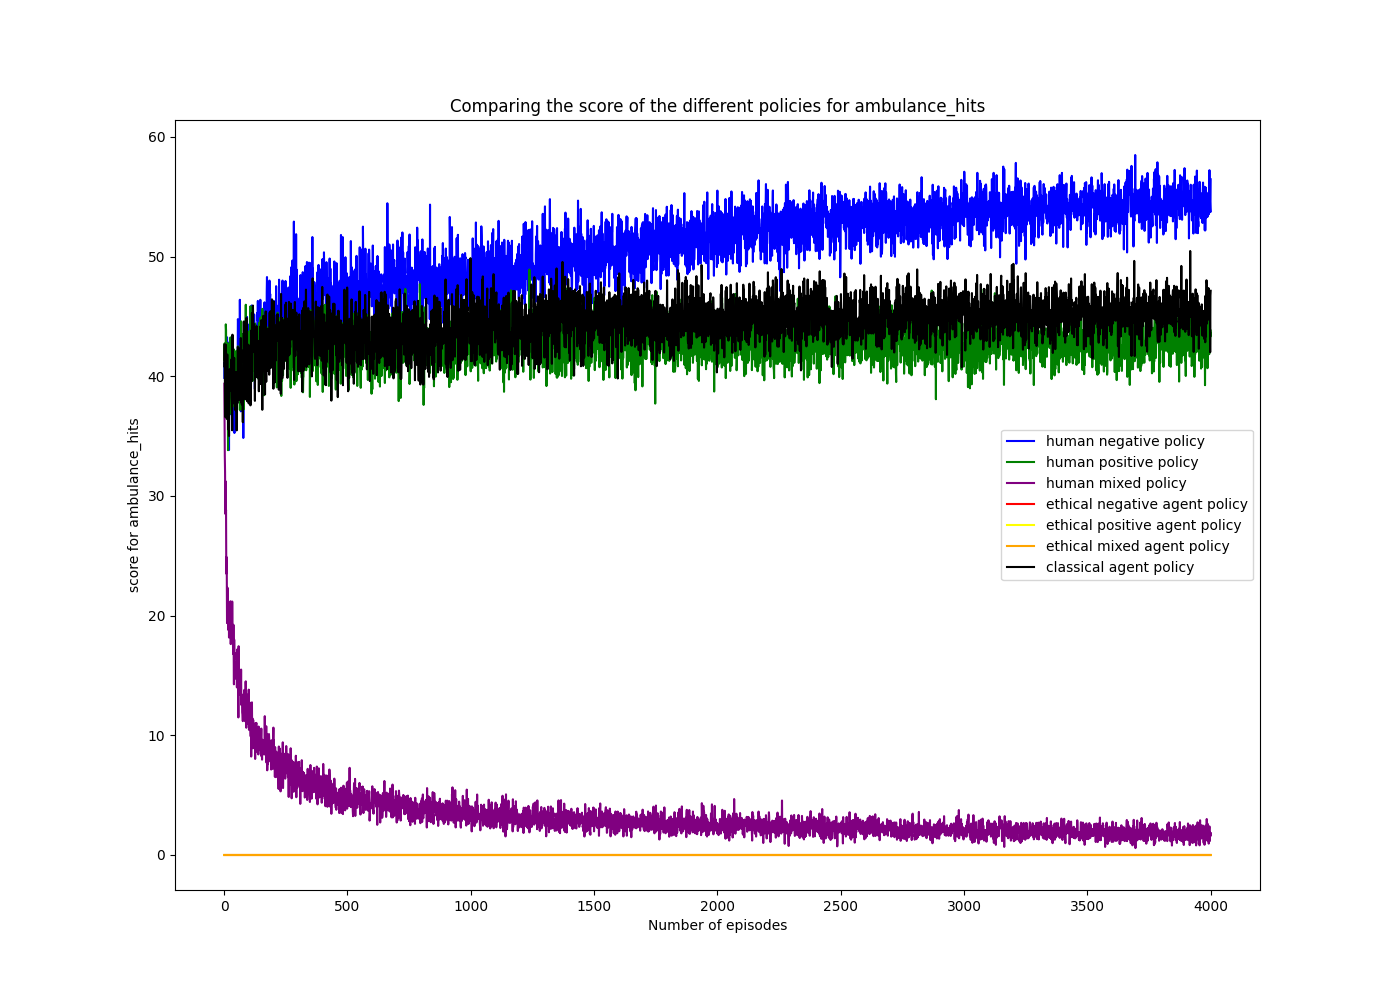 Comparing the score of the different policies for ambulance_hits
60
50
40
30
20
10
0
score for ambulance_hits
human negative policy
human positive policy
human mixed policy
ethical negative agent policy
ethical positive agent policy
ethical mixed agent policy
classical agent policy
0 500 1000 1500 2000 2500 3000 3500 4000
Number of episodes